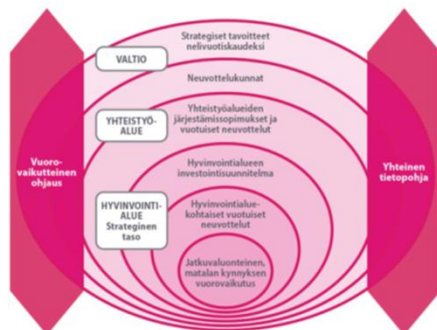 Strategiset tavoitteet
nelivuotiskaudeksi
VALTIO
Neuvottelukunnat
YHTEISTYÖ-
ALUE
Yhteistyöalueiden
järjestämissopimukset ja
vuotuiset neuvottelut
Vuoro-
vaikutteinen
ohjaus
Yhteinen
tietopohja
Hyvinvointialueen
investointisuunnitelma
HYVINVOINTI-
ALUE
Strateginen
taso
Hyvinvointialue-
kohtaiset vuotuiset
neuvottelut
Jatkuvaluonteinen,
matalan kynnyksen
vuorovaikutus